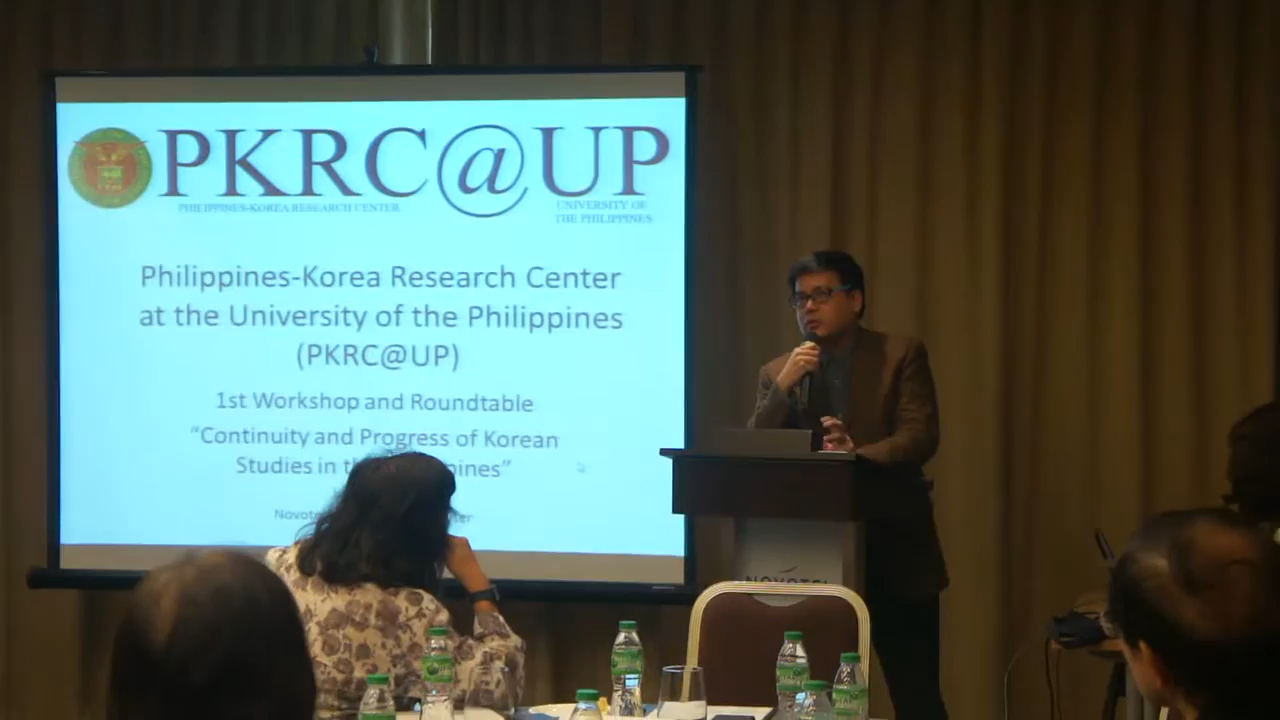 PKRC@UP
PHILIPPINES-KOREA RESEARCH CENTER
UNIVERSITY OF
THE PHILIPPINES
Philippines-Korea Research Center
at the University of the Philippines
(PKRC@UP)
1st Workshop and Roundtable
“Continuity and Progress of Korean
Studies in
NOVOTEL